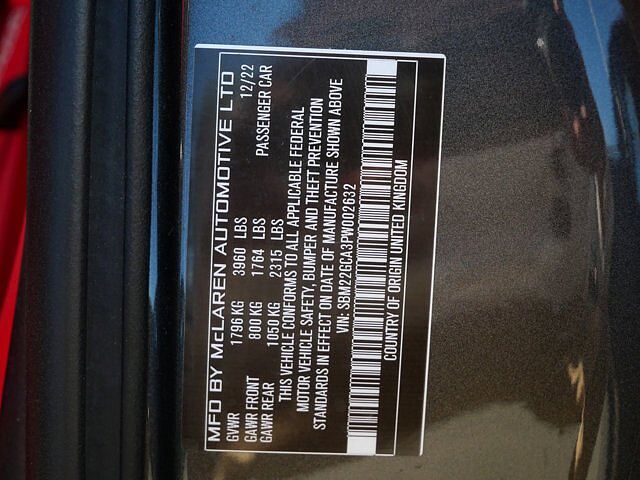 MFD BY McLAREN AUTOMOTIVE LTD
12/22
GVWR 1796 KG 3960 LBS
GAWR FRONT 800 KG 1764 LBS PASSENGER CAR
GAWR REAR 1050 KG 2315 LBS
THIS VEHICLE CONFORMS TO ALL APPLICABLE FEDERAL
MOTOR VEHICLE SAFETY, BUMPER AND THEFT PREVENTION
STANDARDS IN EFFECT ON DATE OF MANUFACTURE SHOWN ABOVE
VIN: SBM22GCA3PW002632
COUNTRY OF ORIGIN UNITED KINGDOM